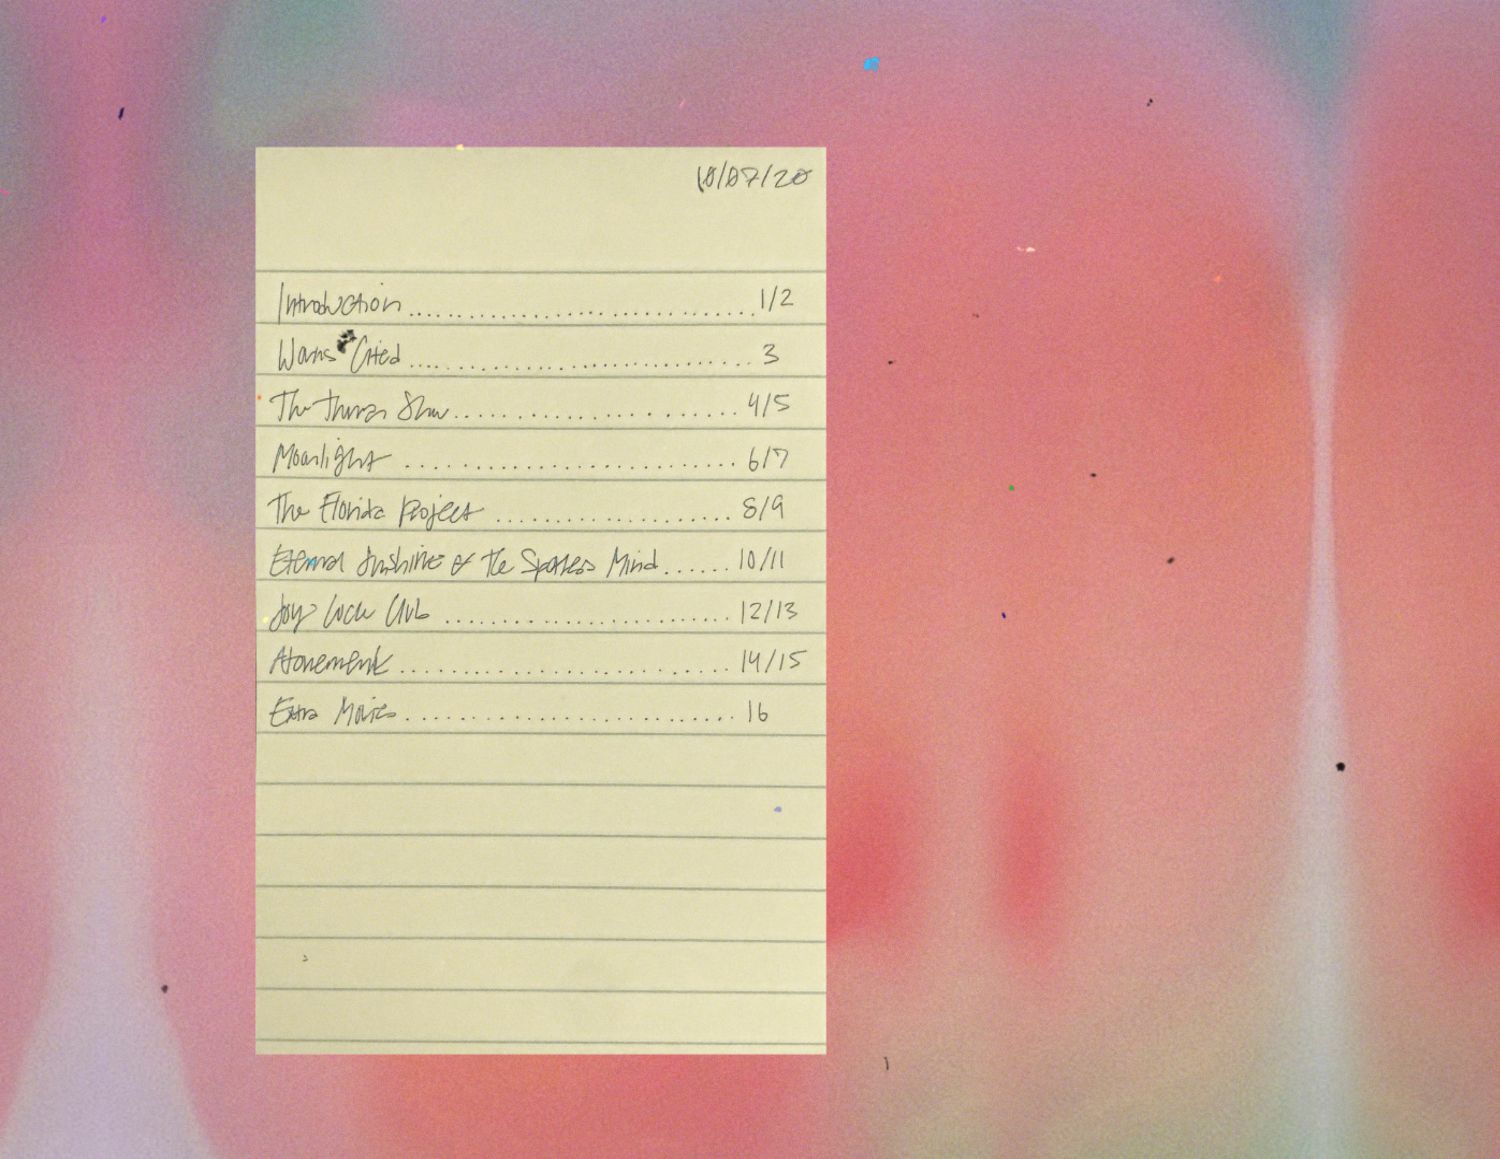 10/07/20
Introduction .............................. 1/2
Works Cited .............................. 3
The Truman Show .............................. 4/5
Moonlight .............................. 6/7
The Florida Project .................... 8/9
Eternal Sunshine of the Spotless Mind ...... 10/11
Joy Luck Club .......................... 12/13
Atonement .............................. 14/15
Extra Movies .............................. 16